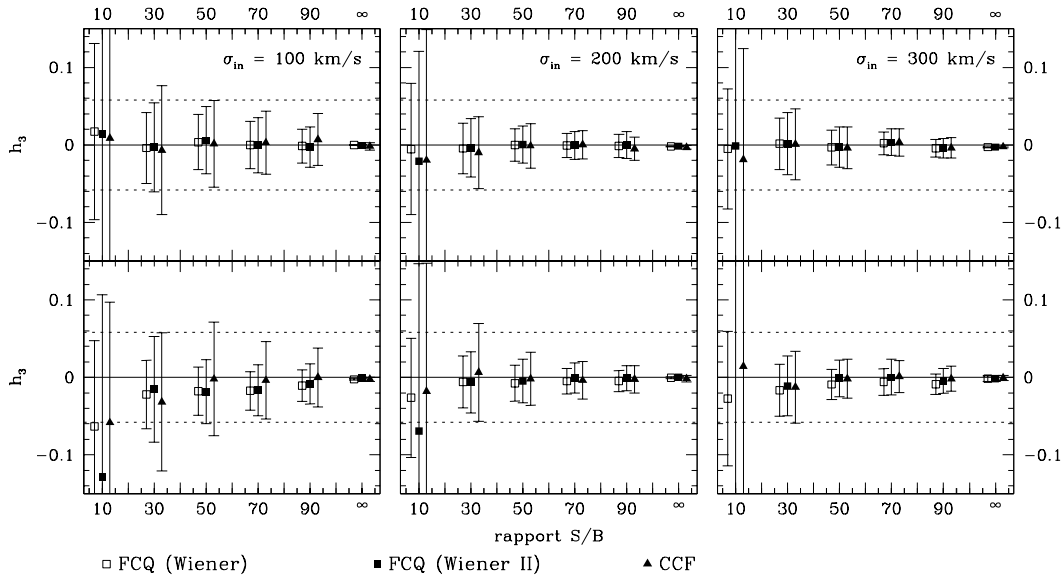 10 30 50 70 90 ∞ 10 30 50 70 90 ∞ 10 30 50 70 90 ∞
σin = 100 km/s σin = 200 km/s σin = 300 km/s
0.1 0.1
h3
0 0
-0.1 -0.1
0.1 0.1
h3
0 0
-0.1 -0.1
10 30 50 70 90 ∞ 10 30 50 70 90 ∞ 10 30 50 70 90 ∞
rapport S/B
FCQ (Wiener) FCQ (Wiener II) CCF